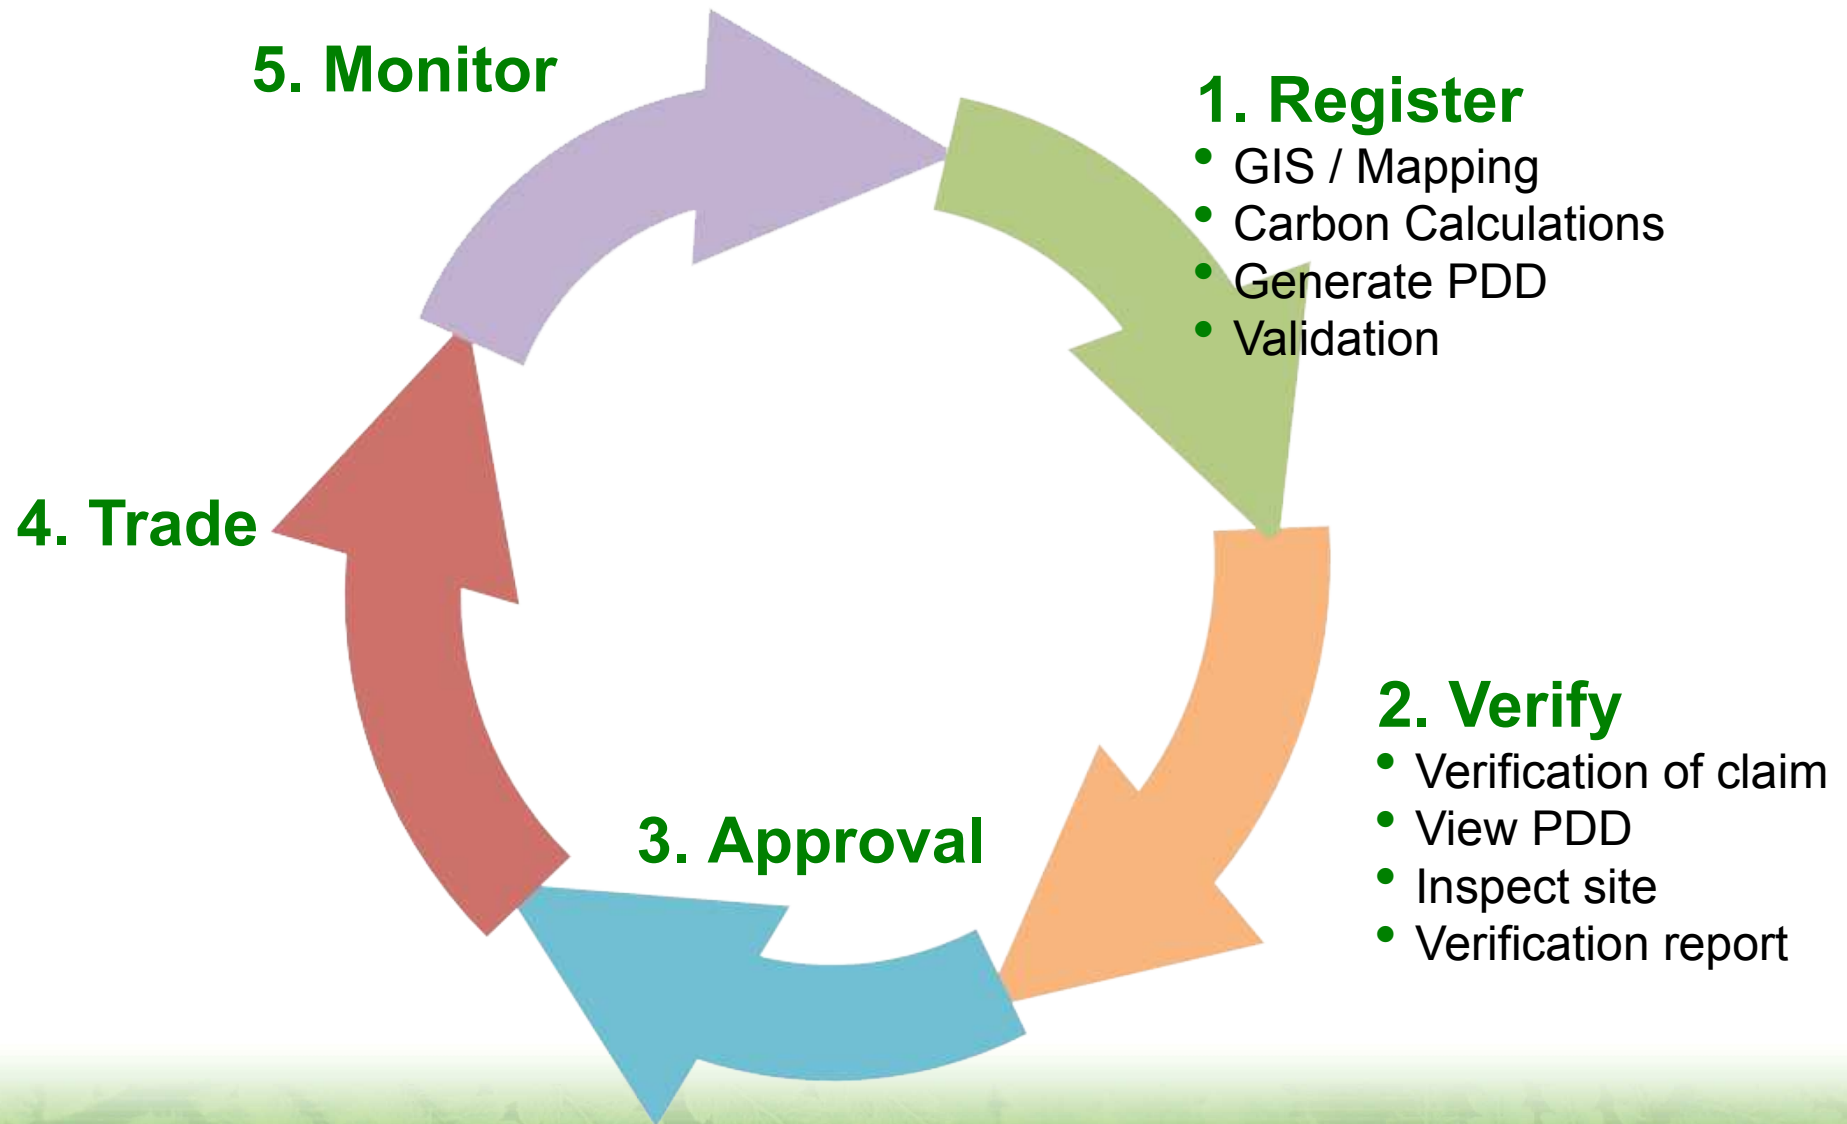 1. Register
• GIS / Mapping
• Carbon Calculations
• Generate PDD
• Validation
2. Verify
• Verification of claim
• View PDD
• Inspect site
• Verification report
3. Approval
4. Trade
5. Monitor